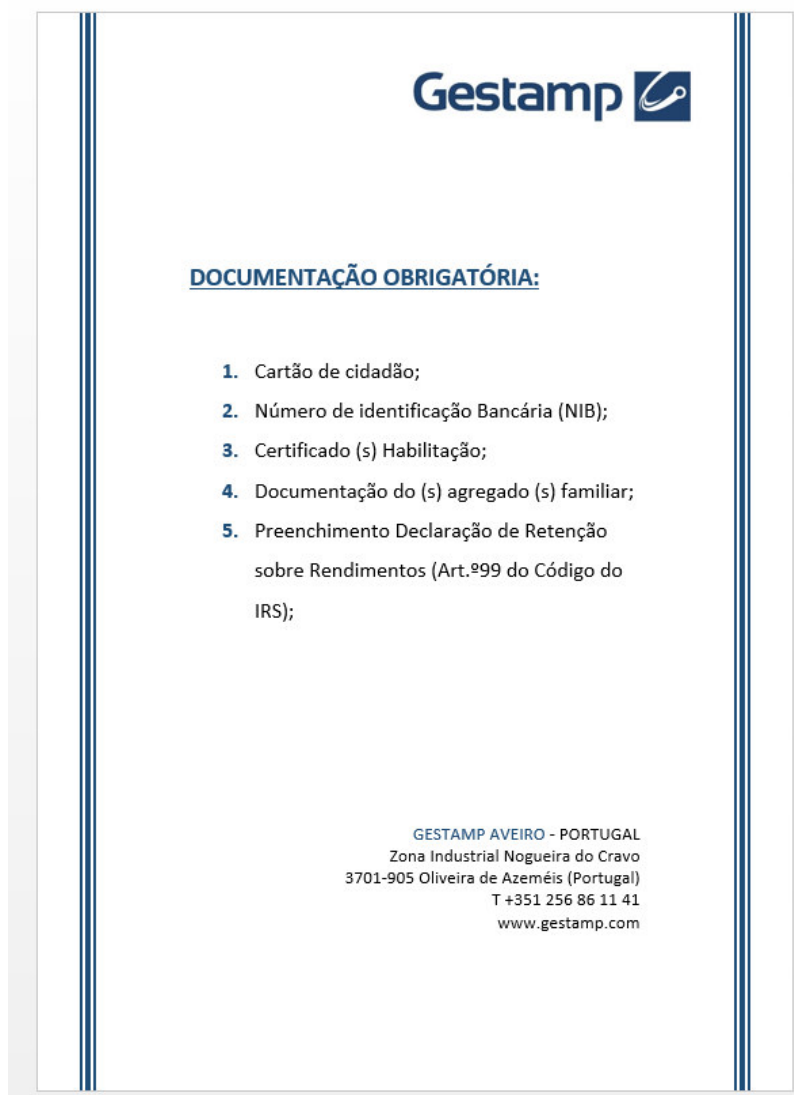 Gestamp
DOCUMENTAÇÃO OBRIGATÓRIA:
1. Cartão de cidadão;
2. Número de identificação Bancária (NIB);
3. Certificado (s) Habilitação;
4. Documentação do (s) agregado (s) familiar;
5. Preenchimento Declaração de Retenção
sobre Rendimentos (Art.º99 do Código do
IRS);
GESTAMP AVEIRO - PORTUGAL
Zona Industrial Nogueira do Cravo
3701-905 Oliveira de Azeméis (Portugal)
T +351 256 86 11 41
www.gestamp.com